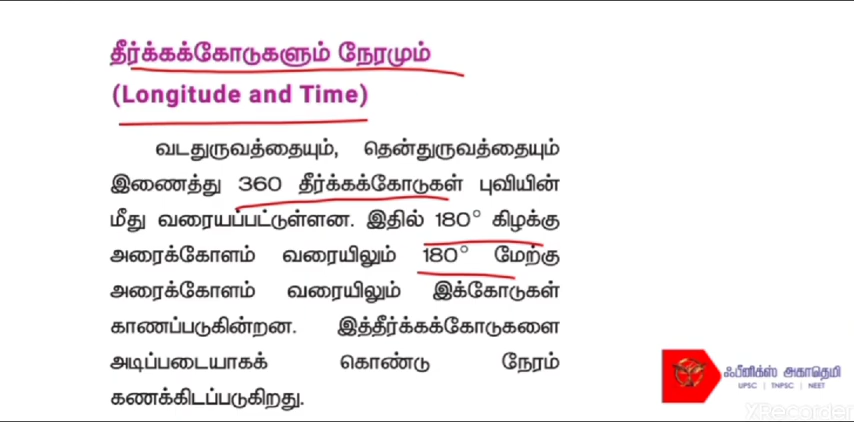 தீர்க்கக்கோடுகளும் நேரமும்
(Longitude and Time)
வடதுருவத்தையும், தென்துருவத்தையும்
இணைத்து 360 தீர்க்கக்கோடுகள் புவியின்
மீது வரையப்பட்டுள்ளன. இதில் 180° கிழக்கு
அரைக்கோளம் வரையிலும் 180° மேற்கு
அரைக்கோளம் வரையிலும் இக்கோடுகள்
காணப்படுகின்றன. இத்தீர்க்கக்கோடுகளை
அடிப்படையாகக் கொண்டு நேரம்
கணக்கிடப்படுகிறது.
ஃபீனிக்ஸ் அகாதெமி
UPSC | TNPSC | NEET
XRecorder